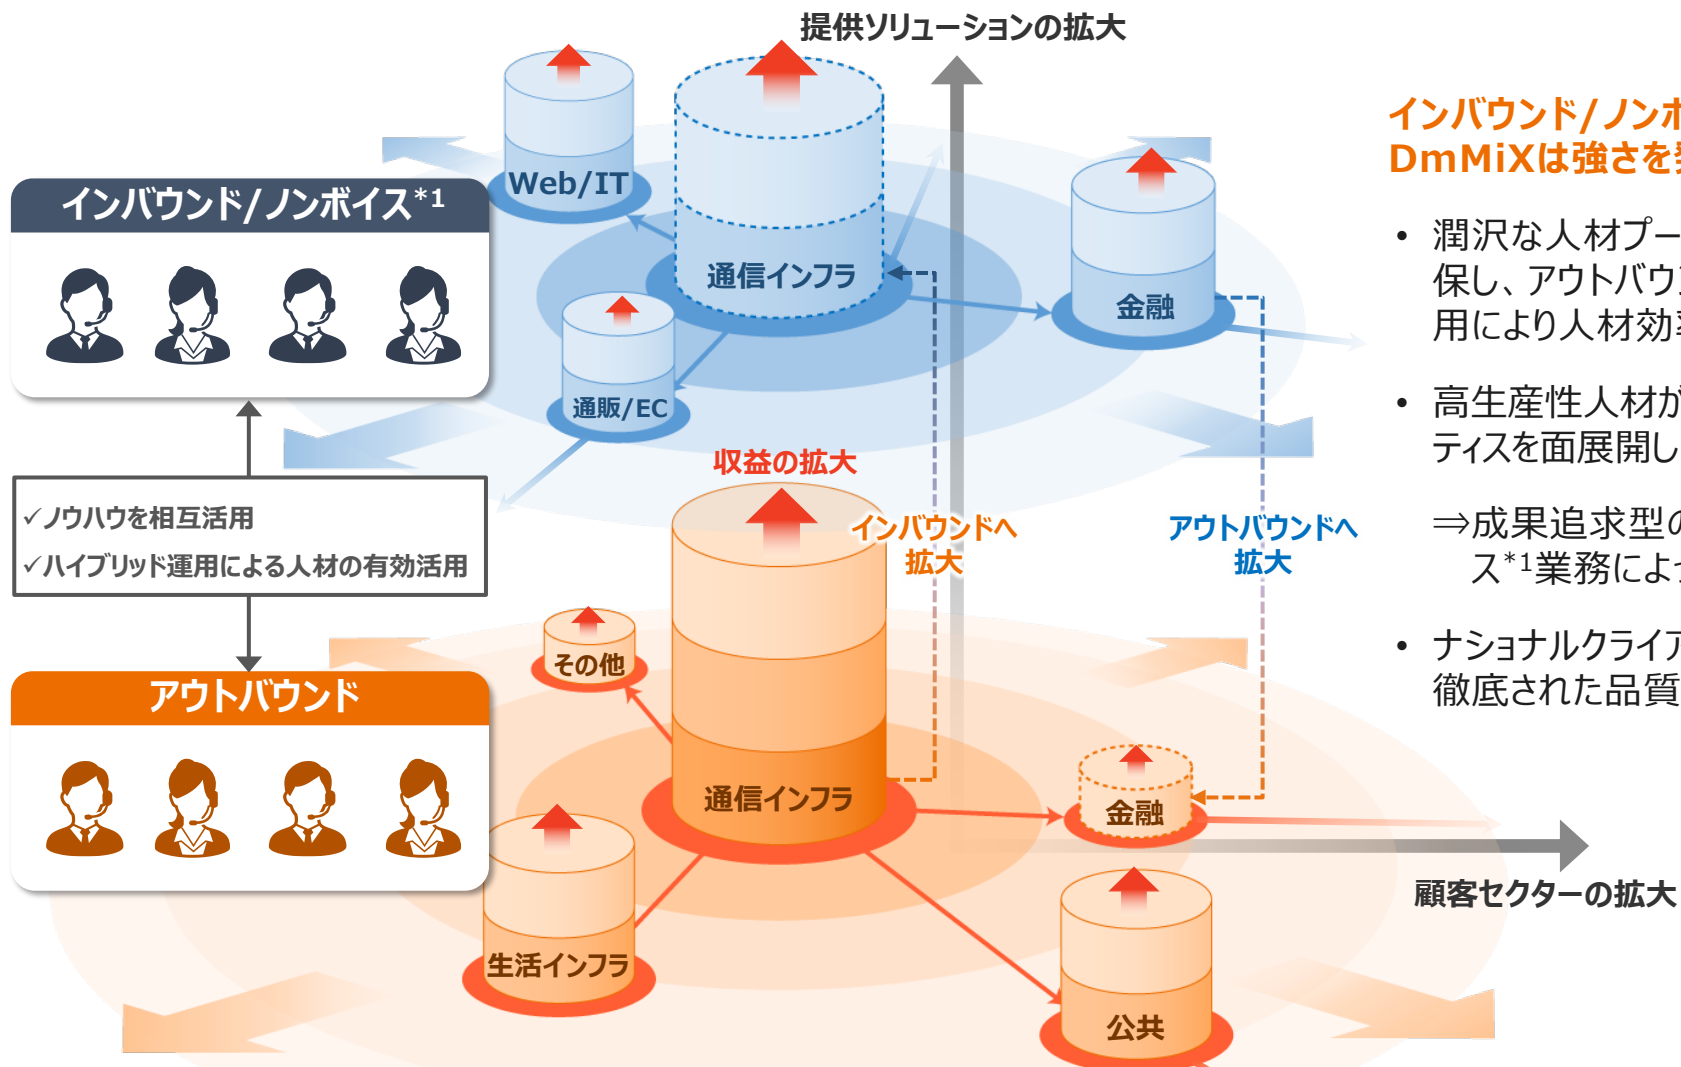 提供ソリューションの拡大
Web/IT
インバウンド/ノンボイス*1
通信インフラ
金融
通販/EC
収益の拡大
✓ノウハウを相互活用
✓ハイブリッド運用による人材の有効活用
インバウンドへ
拡大
アウトバウンドへ
拡大
その他
アウトバウンド
通信インフラ
金融
生活インフラ
公共
顧客セクターの拡大
インバウンド/ノンボ
DmMiXは強さを
• 潤沢な人材プー
保し、アウトバウ
用により人材効率
• 高生産性人材が
ティスを面展開し
⇒成果追求型の
ス*1業務によっ
• ナショナルクライア
徹底された品質